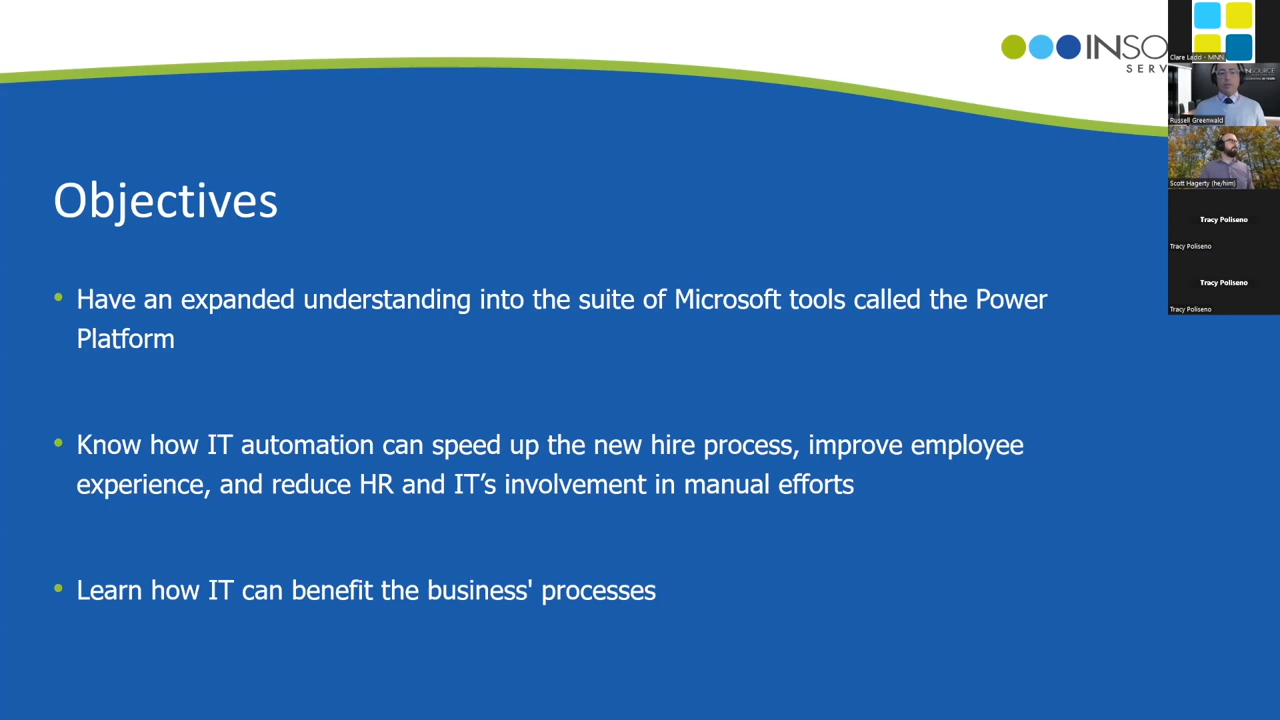 INSO
SERV
Clare Ladd - MNN
Russell Greenwald
Scott Hagerty (he/him)
Tracy Poliseno
Tracy Poliseno
Tracy Poliseno
Tracy Poliseno
Objectives
• Have an expanded understanding into the suite of Microsoft tools called the Power
Platform
• Know how IT automation can speed up the new hire process, improve employee
experience, and reduce HR and IT’s involvement in manual efforts
• Learn how IT can benefit the business' processes